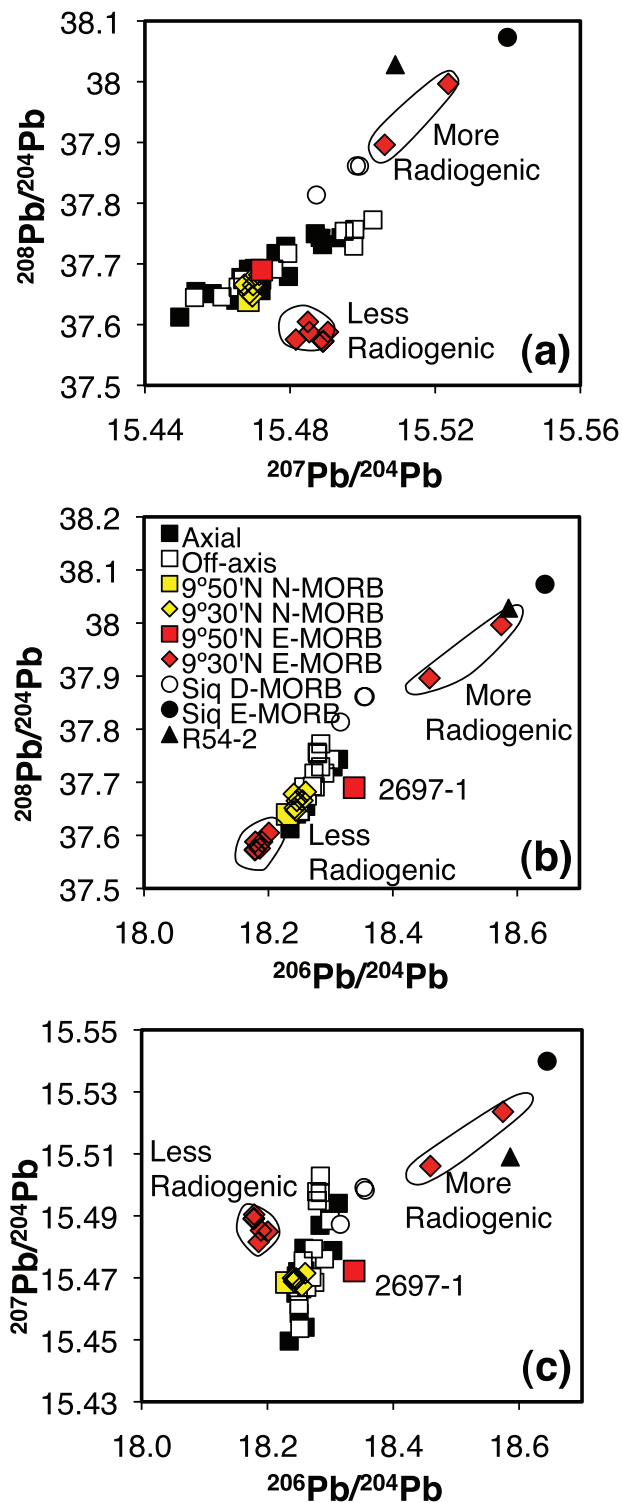 38.1
38
37.9
37.8
37.7
37.6
37.5
208Pb/204Pb
More
Radiogenic
Less
Radiogenic
(a)
15.44
15.48
15.52
15.56
207Pb/204Pb
38.2
38.1
38
37.9
37.8
37.7
37.6
37.5
208Pb/204Pb
Axial
Off-axis
9º50'N N-MORB
9º30'N N-MORB
9º50'N E-MORB
9º30'N E-MORB
Siq D-MORB
Siq E-MORB
R54-2
More
Radiogenic
2697-1
Less
Radiogenic
(b)
18.0
18.2
18.4
18.6
206Pb/204Pb
15.55
15.53
15.51
15.49
15.47
15.45
15.43
207Pb/204Pb
Less
Radiogenic
More
Radiogenic
2697-1
(c)
18.0
18.2
18.4
18.6
206Pb/204Pb